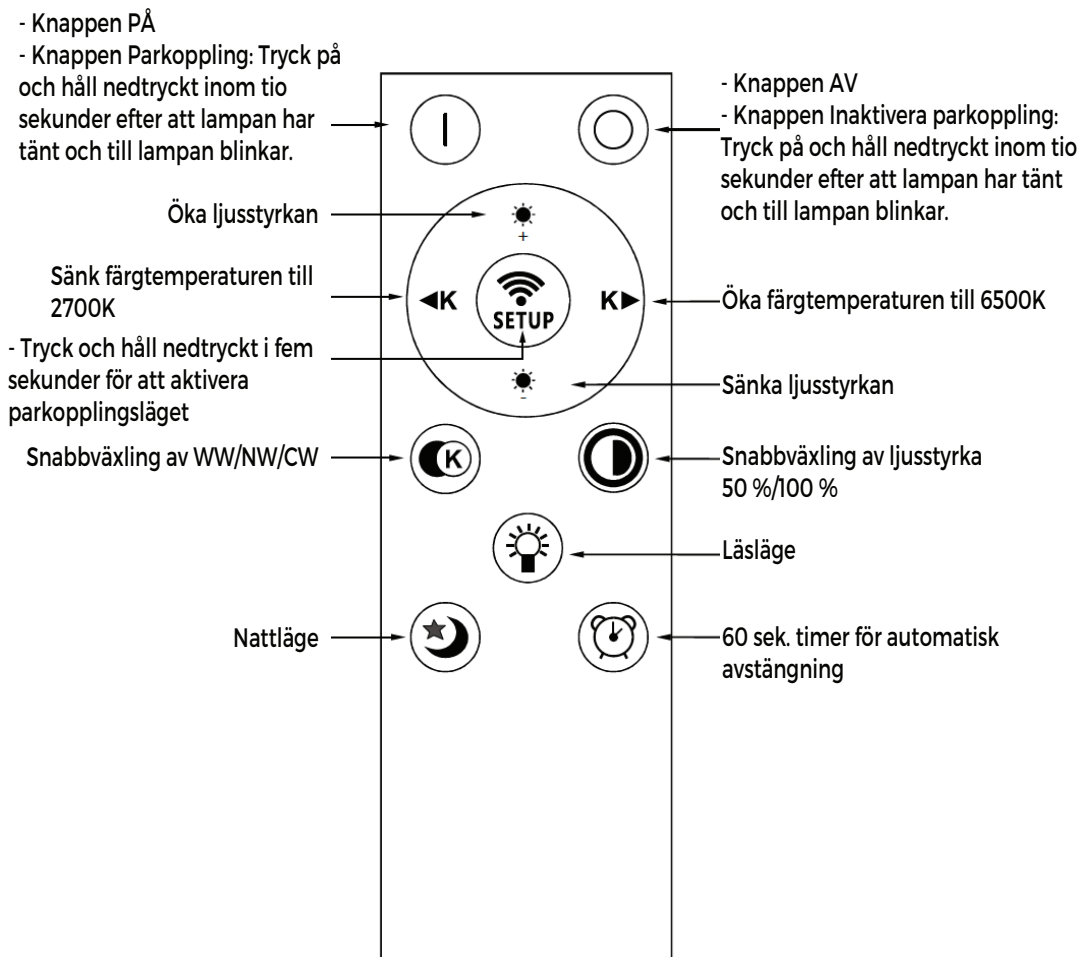 - Knappen PÅ
- Knappen Parkoppling: Tryck på
och håll nedtryckt inom tio
sekunder efter att lampan har
tänt och till lampan blinkar.
- Knappen AV
- Knappen Inaktivera parkoppling:
Tryck på och håll nedtryckt inom tio
sekunder efter att lampan har tänt
och till lampan blinkar.
Öka ljusstyrkan
+
Sänk färgtemperaturen till
2700K
◀K
SETUP
K▶
Öka färgtemperaturen till 6500K
- Tryck och håll nedtryckt i fem
sekunder för att aktivera
parkopplingsläget
-
Sänka ljusstyrkan
Snabbväxling av WW/NW/CW
K
Snabbväxling av ljusstyrka
50 %/100 %
Läsläge
Nattläge
60 sek. timer för automatisk
avstängning